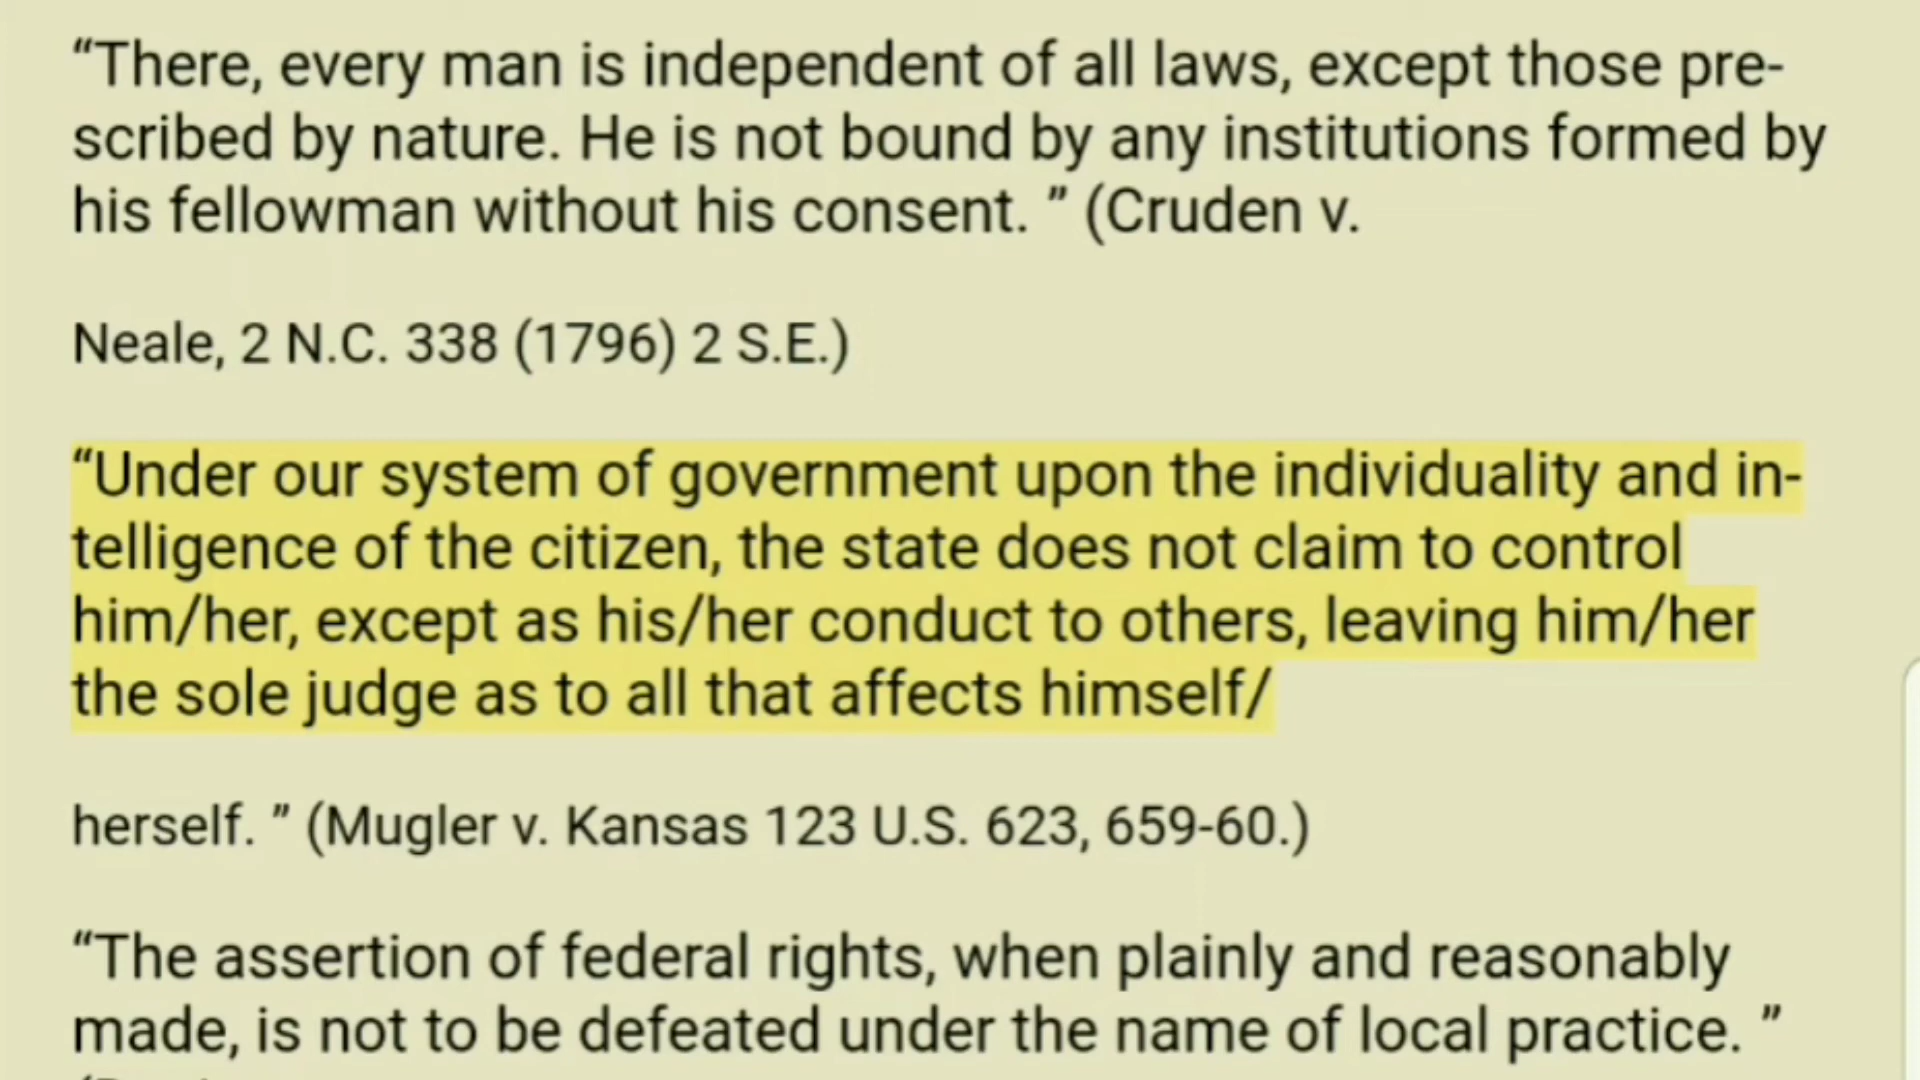 “There, every man is independent of all laws, except those pre-
scribed by nature. He is not bound by any institutions formed by
his fellowman without his consent. ” (Cruden v.
Neale, 2 N.C. 338 (1796) 2 S.E.)
“Under our system of government upon the individuality and in-
telligence of the citizen, the state does not claim to control
him/her, except as his/her conduct to others, leaving him/her
the sole judge as to all that affects himself/
herself. ” (Mugler v. Kansas 123 U.S. 623, 659-60.)
“The assertion of federal rights, when plainly and reasonably
made, is not to be defeated under the name of local practice. ”